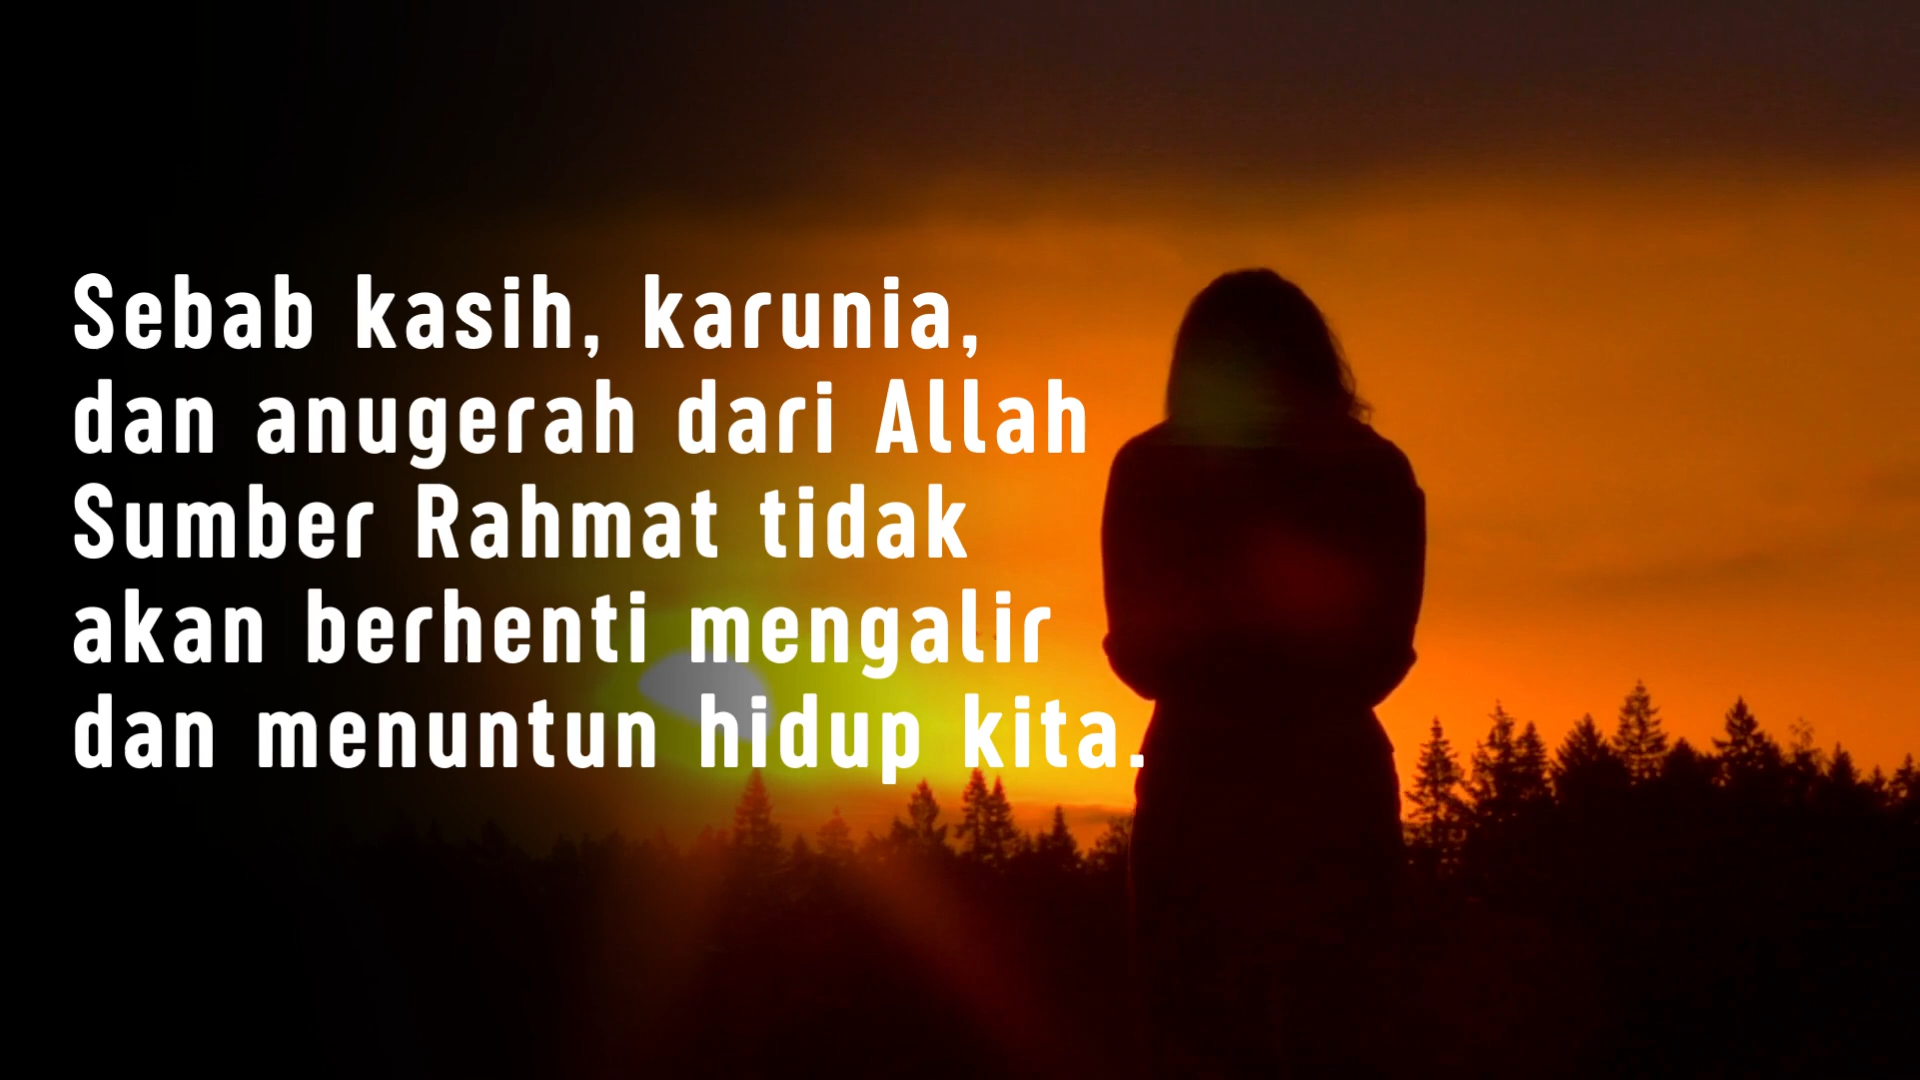 Sebab kasih, karunia,
dan anugerah dari Allah
Sumber Rahmat tidak
akan berhenti mengalir
dan menuntun hidup kita.